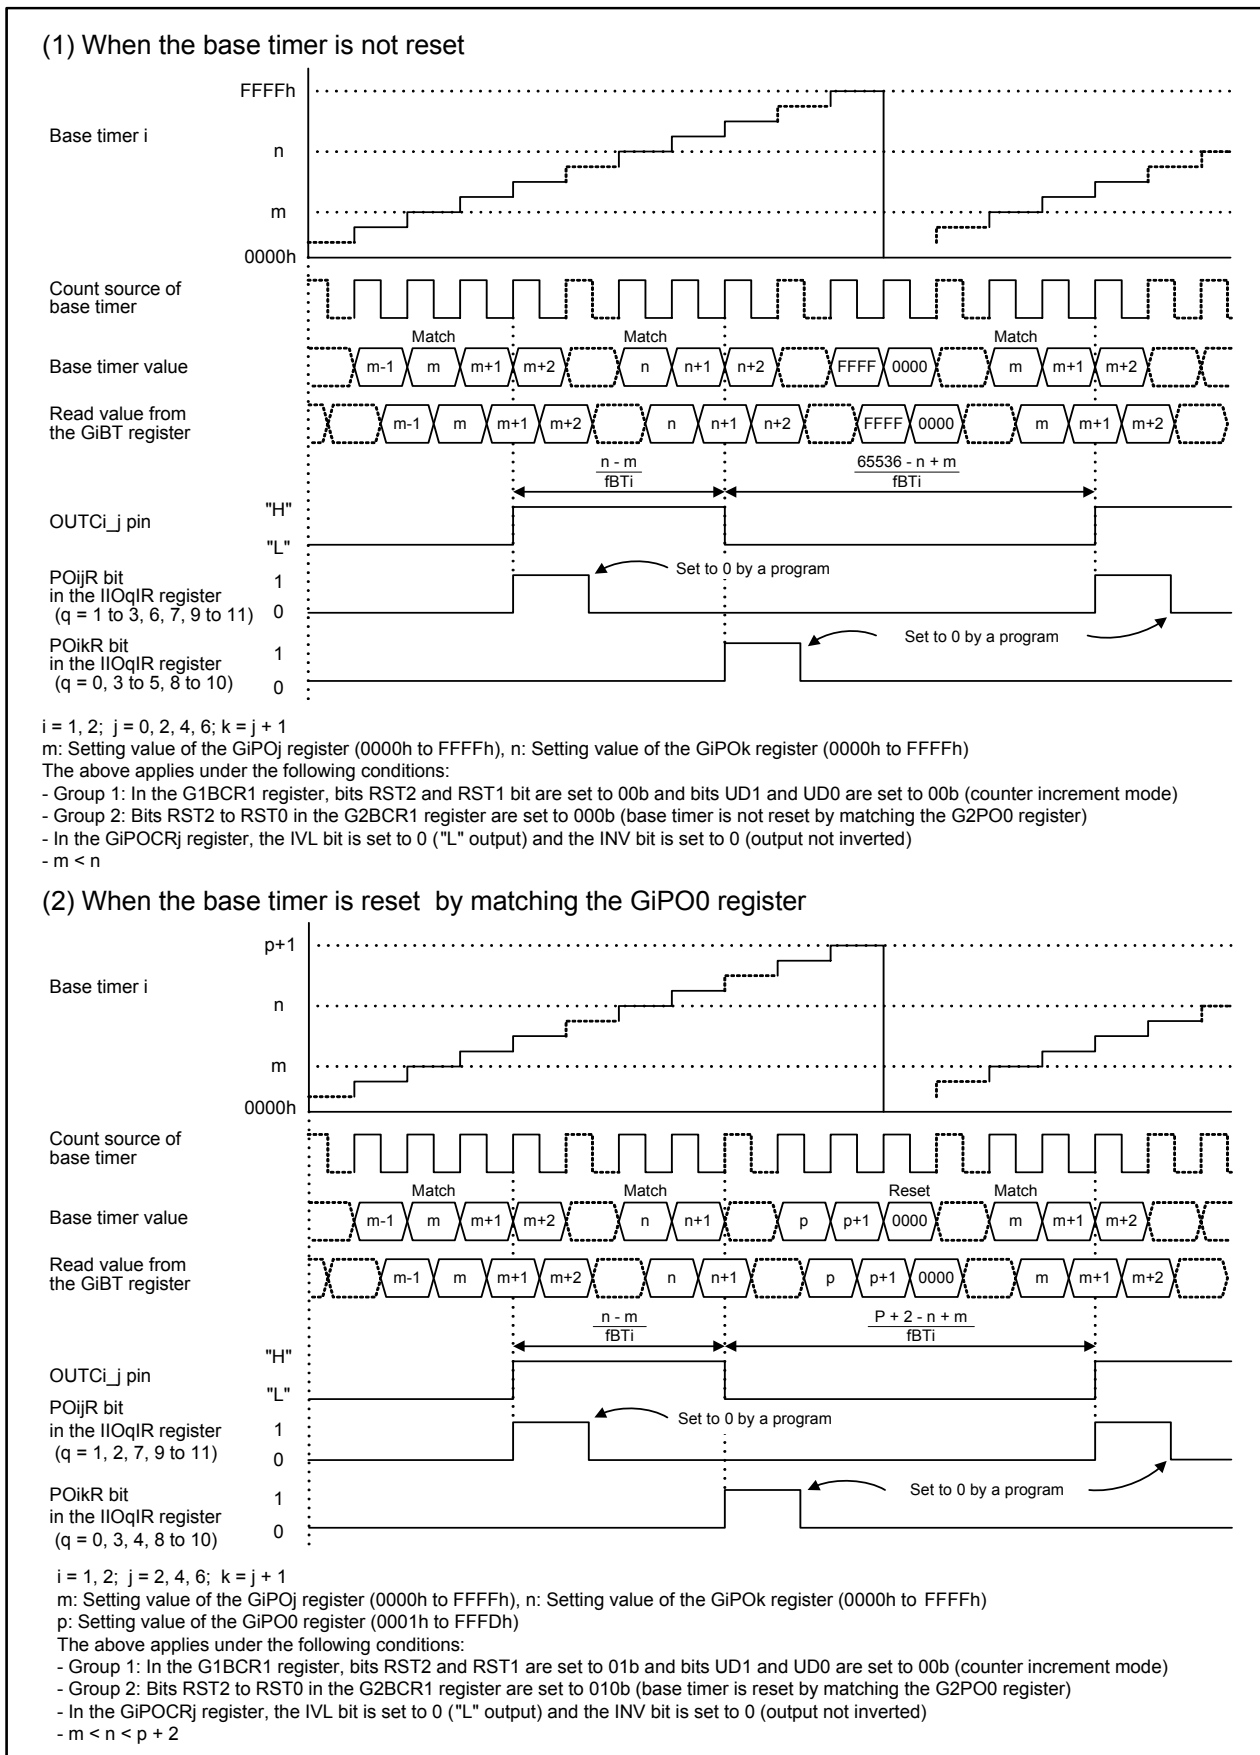 (1) When the base timer is not reset
FFFFh
Base timer i
n
m
0000h
Count source of
base timer
Match Match Match
Base timer value m-1 m m+1 m+2 n n+1 n+2 FFFF 0000 m m+1 m+2
Read value from
the GiBT register m-1 m m+1 m+2 n n+1 n+2 FFFF 0000 m m+1 m+2
n - m 65536 - n + m
fBTi fBTi
"H"
OUTCi_j pin
"L"
POijR bit
in the IIOqIR register
(q = 1 to 3, 6, 7, 9 to 11)
1
0
Set to 0 by a program
POikR bit
in the IIOqIR register
(q = 0, 3 to 5, 8 to 10)
1
0
Set to 0 by a program
i = 1, 2; j = 0, 2, 4, 6; k = j + 1
m: Setting value of the GiPOj register (0000h to FFFFh), n: Setting value of the GiPOk register (0000h to FFFFh)
The above applies under the following conditions:
- Group 1: In the G1BCR1 register, bits RST2 and RST1 bit are set to 00b and bits UD1 and UD0 are set to 00b (counter increment mode)
- Group 2: Bits RST2 to RST0 in the G2BCR1 register are set to 000b (base timer is not reset by matching the G2PO0 register)
- In the GiPOCRj register, the IVL bit is set to 0 ("L" output) and the INV bit is set to 0 (output not inverted)
- m < n
(2) When the base timer is reset by matching the GiPO0 register
p+1
Base timer i
n
m
0000h
Count source of
base timer
Match Match Reset Match
Base timer value m-1 m m+1 m+2 n n+1 p p+1 0000 m m+1 m+2
Read value from
the GiBT register m-1 m m+1 m+2 n n+1 p p+1 0000 m m+1 m+2
n - m P + 2 - n + m
fBTi fBTi
"H"
OUTCi_j pin
"L"
POijR bit
in the IIOqIR register
(q = 1, 2, 7, 9 to 11)
1
0
Set to 0 by a program
POikR bit
in the IIOqIR register
(q = 0, 3, 4, 8 to 10)
1
0
Set to 0 by a program
i = 1, 2; j = 2, 4, 6; k = j + 1
m: Setting value of the GiPOj register (0000h to FFFFh), n: Setting value of the GiPOk register (0000h to FFFFh)
p: Setting value of the GiPO0 register (0001h to FFFDh)
The above applies under the following conditions:
- Group 1: In the G1BCR1 register, bits RST2 and RST1 are set to 01b and bits UD1 and UD0 are set to 00b (counter increment mode)
- Group 2: Bits RST2 to RST0 in the G2BCR1 register are set to 010b (base timer is reset by matching the G2PO0 register)
- In the GiPOCRj register, the IVL bit is set to 0 ("L" output) and the INV bit is set to 0 (output not inverted)
- m < n < p + 2